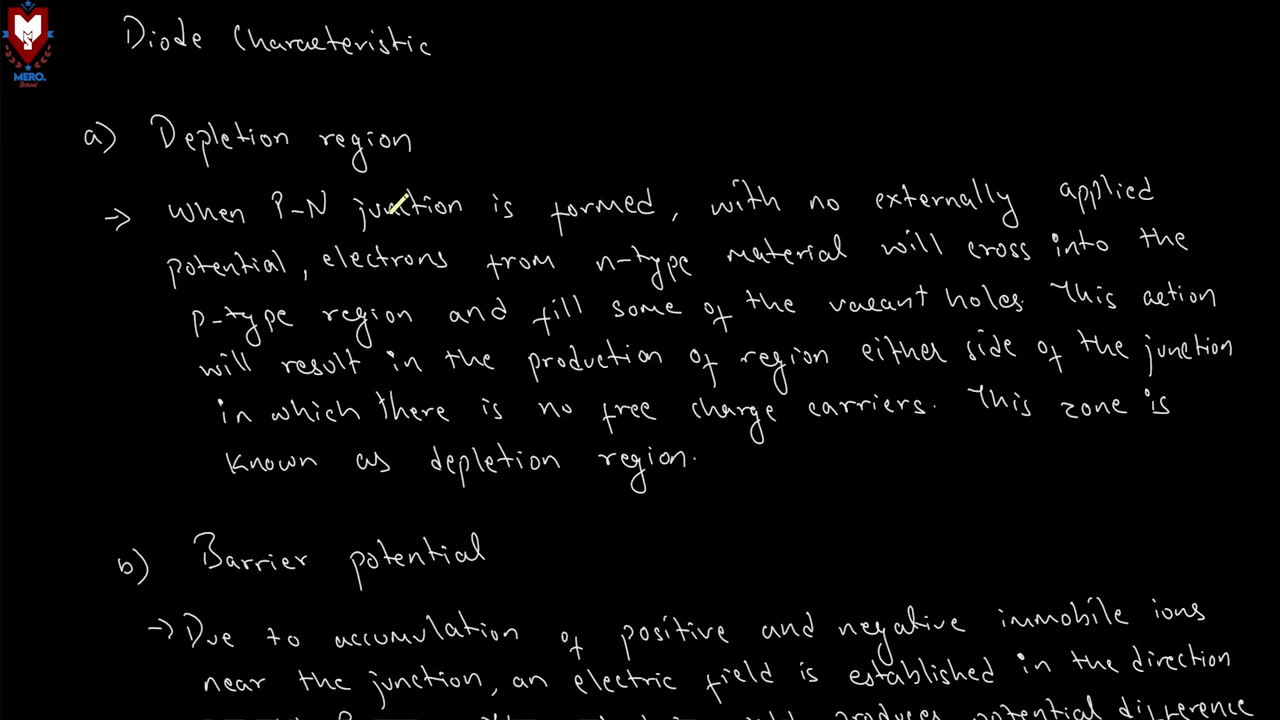 MERO.
School
Diode Characteristic
a) Depletion region
→ When P-N junction is formed, with no externally applied
potential, electrons from n-type material will cross into the
p-type region and fill some of the vacant holes. This action
will result in the production of region either side of the junction
in which there is no free charge carriers. This zone is
known as depletion region.
b) Barrier potential
→ Due to accumulation of positive and negative immobile ions
near the junction, an electric field is established in the direction
produces potential difference